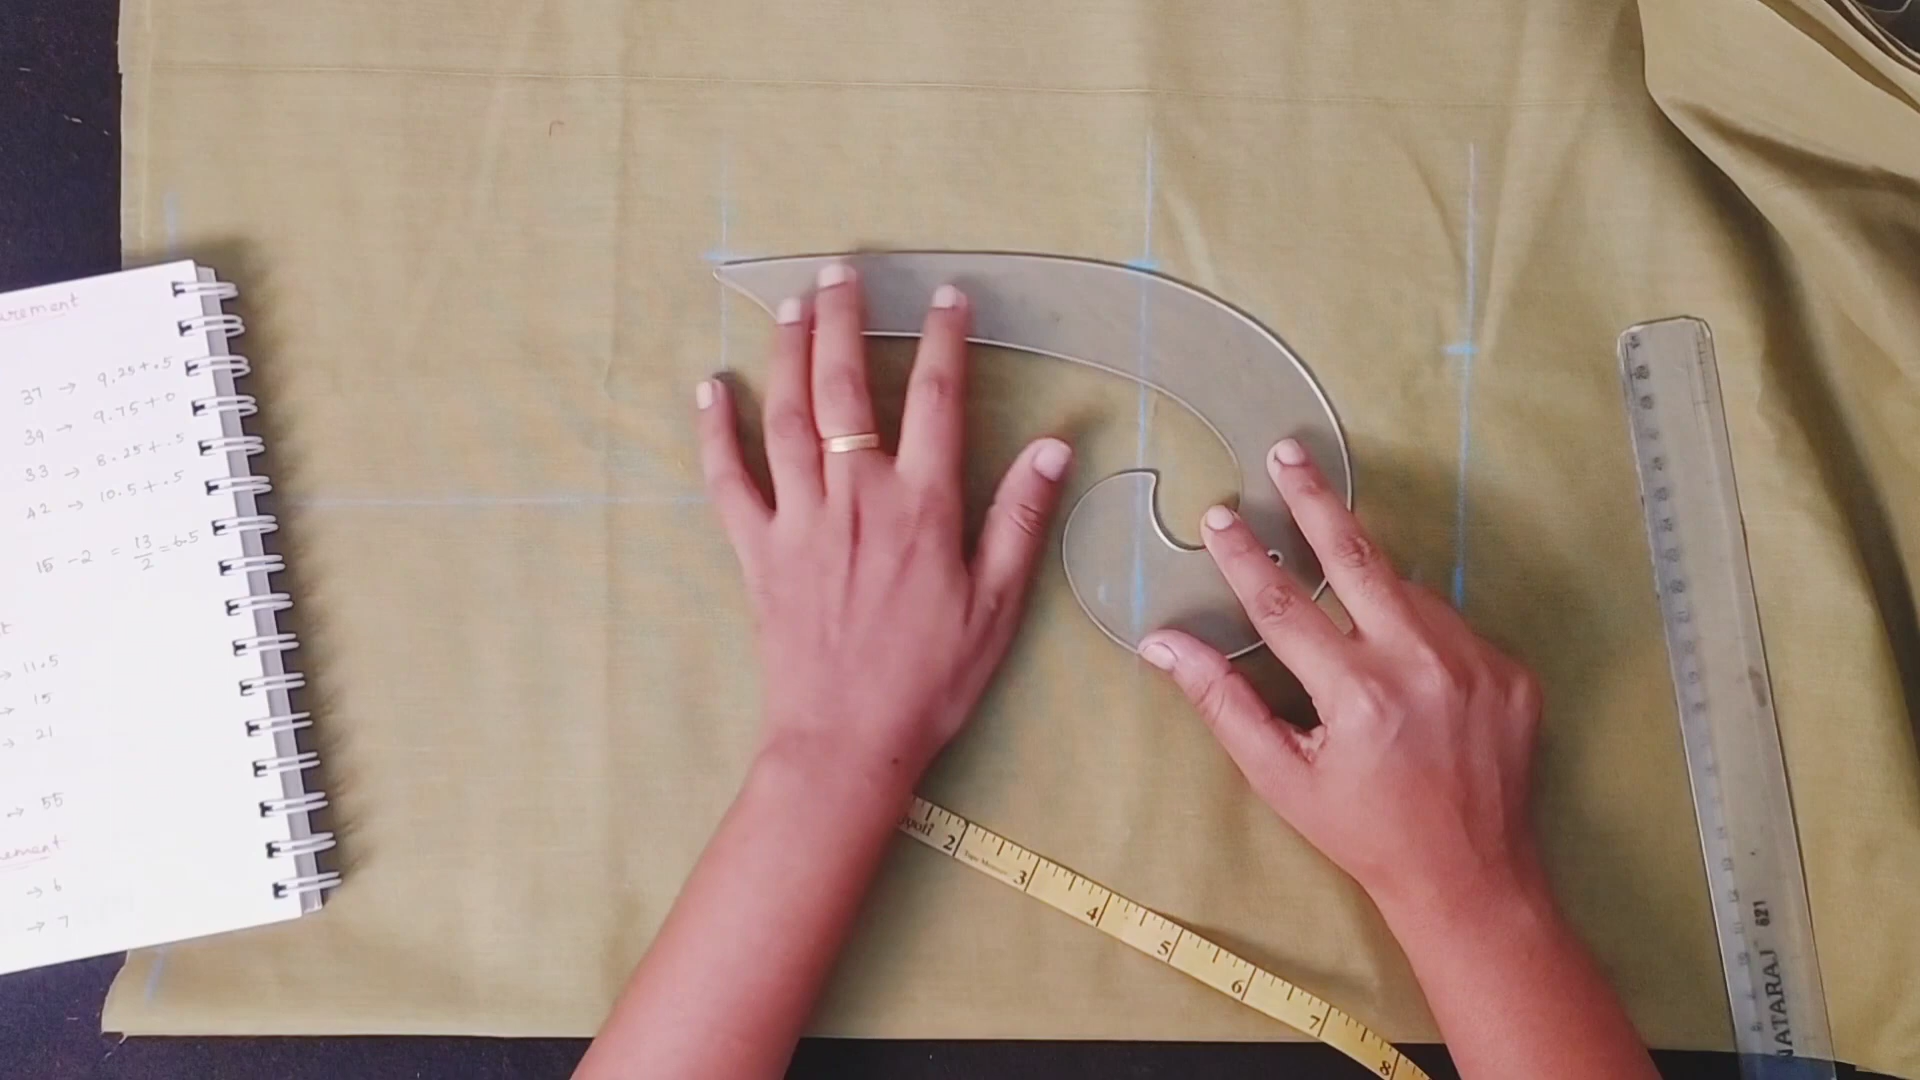 urement
37 → 9.25+.5
39 → 9.75+0
33 → 8.25+.5
42 → 10.5+.5
15 -2 = 13/2 = 6.5
t
→ 11.5
→ 15
→ 21
→ 55
ement
→ 6
→ 7
2 3 4 5 6 7 8
NATARAJ 621